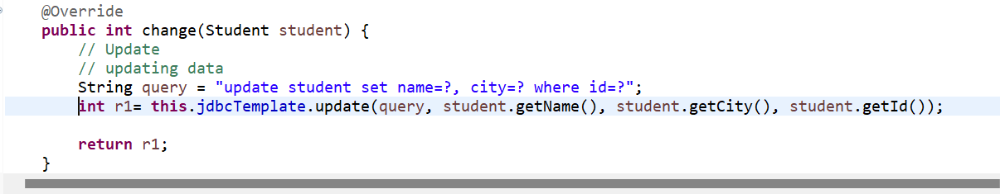 @Override
public int change(Student student) {
// Update
// updating data
String query = "update student set name=?, city=? where id=?";
int r1= this.jdbcTemplate.update(query, student.getName(), student.getCity(), student.getId());
return r1;
}